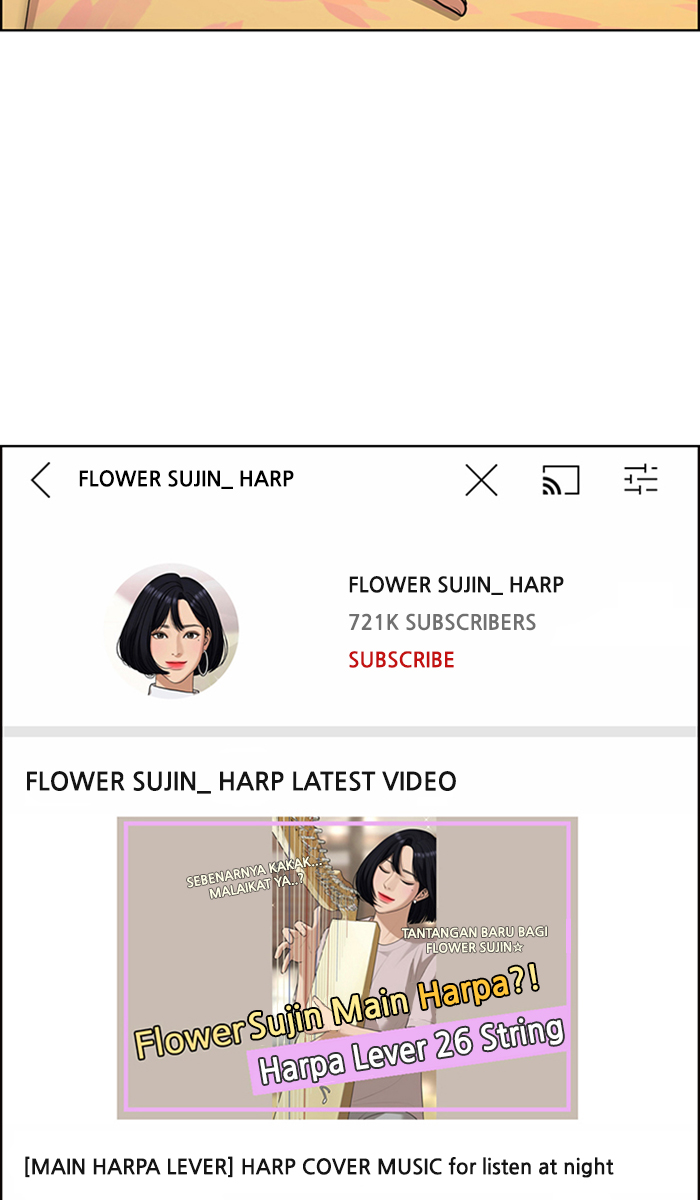 FLOWER SUJIN_ HARP
FLOWER SUJIN_ HARP
721K SUBSCRIBERS
SUBSCRIBE
FLOWER SUJIN_ HARP LATEST VIDEO
SEBENARNYA KAKAK...
MALAIKAT YA..?
TANTANGAN BARU BAGI
FLOWER SUJIN☆
Flower Sujin Main Harpa?!
Harpa Lever 26 String
[MAIN HARPA LEVER] HARP COVER MUSIC for listen at night